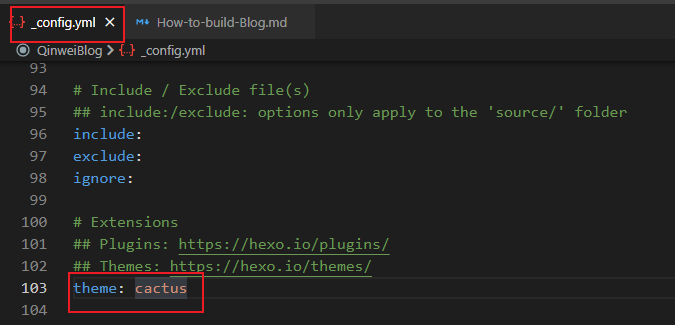 _config.yml × How-to-build-Blog.md
QinweiBlog > _config.yml
93
94 # Include / Exclude file(s)
95 ## include:/exclude: options only apply to the 'source/' folder
96 include:
97 exclude:
98 ignore:
99
100 # Extensions
101 ## Plugins: https://hexo.io/plugins/
102 ## Themes: https://hexo.io/themes/
103 theme: cactus
104